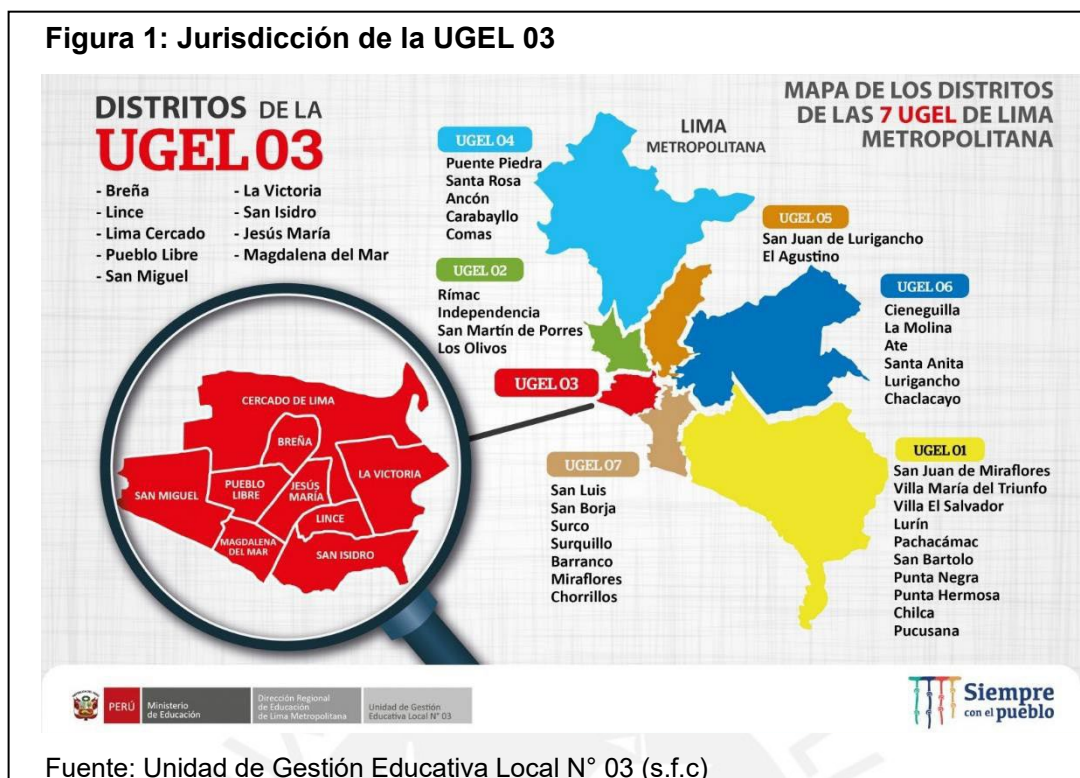 Figura 1: Jurisdicción de la UGEL 03
DISTRITOS DE LA
UGEL 03
- Breña
- Lince
- Lima Cercado
- Pueblo Libre
- San Miguel
- La Victoria
- San Isidro
- Jesús María
- Magdalena del Mar
MAPA DE LOS DISTRITOS
DE LAS 7 UGEL DE LIMA
METROPOLITANA
LIMA
METROPOLITANA
UGEL 04
Puente Piedra
Santa Rosa
Ancón
Carabayllo
Comas
UGEL 05
San Juan de Lurigancho
El Agustino
UGEL 02
Rímac
Independencia
San Martín de Porres
Los Olivos
UGEL 06
Cieneguilla
La Molina
Ate
Santa Anita
Lurigancho
Chaclacayo
UGEL 03
UGEL 07
San Luis
San Borja
Surco
Surquillo
Barranco
Miraflores
Chorrillos
UGEL 01
San Juan de Miraflores
Villa María del Triunfo
Villa El Salvador
Lurín
Pachacámac
San Bartolo
Punta Negra
Punta Hermosa
Chilca
Pucusana
CERCADO DE LIMA
BREÑA
LA VICTORIA
SAN MIGUEL
PUEBLO
LIBRE
JESÚS
MARÍA
LINCE
MAGDALENA
DEL MAR
SAN ISIDRO
PERÚ
Ministerio
de Educación
Dirección Regional
de Educación
de Lima Metropolitana
Unidad de Gestión
Educativa Local N° 03
Siempre
con el pueblo
Fuente: Unidad de Gestión Educativa Local N° 03 (s.f.c)